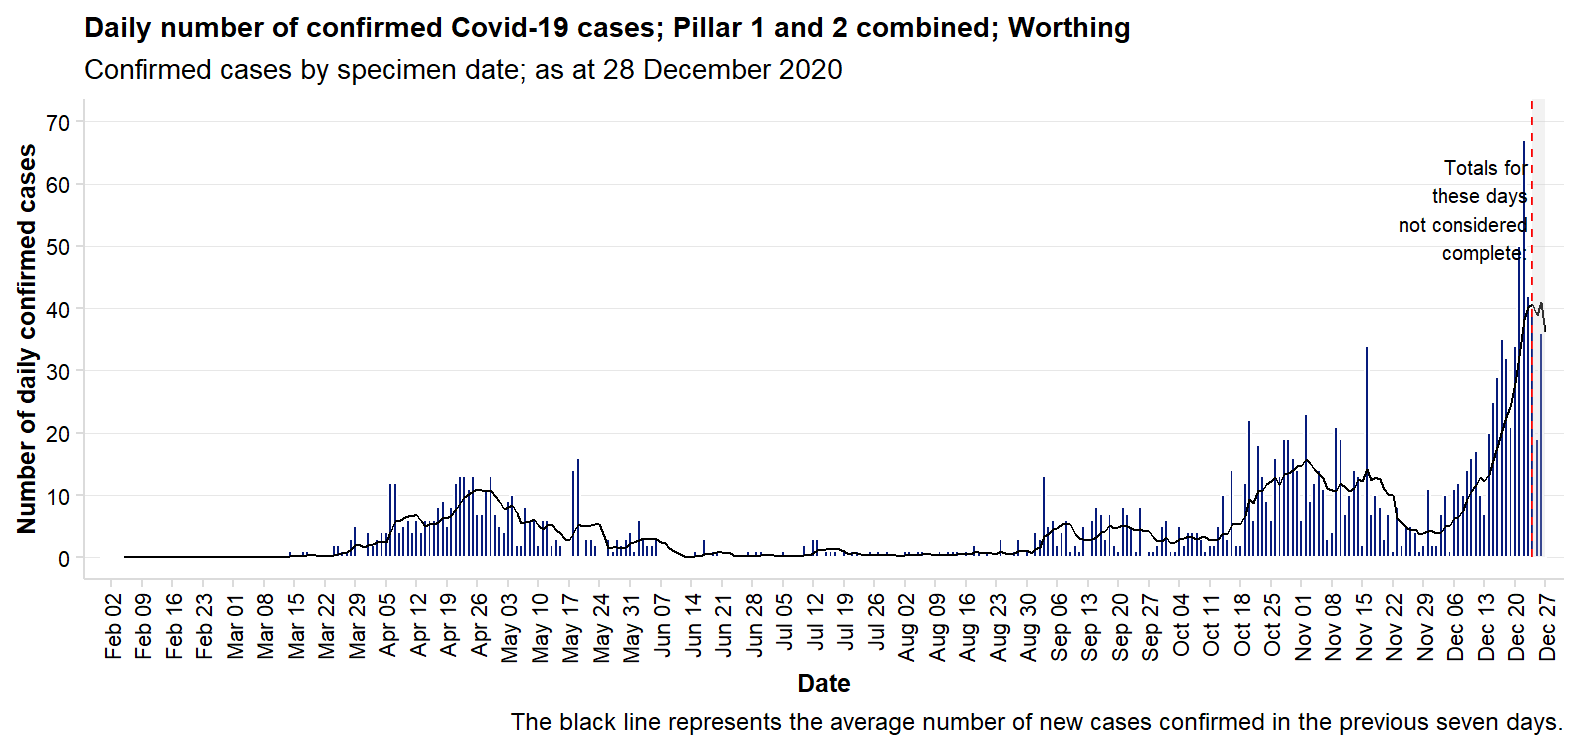 Daily number of confirmed Covid-19 cases; Pillar 1 and 2 combined; Worthing
Confirmed cases by specimen date; as at 28 December 2020
Number of daily confirmed cases
70
60
50
40
30
20
10
0
Totals for
these days
not considered
complete.
Feb 02
Feb 09
Feb 16
Feb 23
Mar 01
Mar 08
Mar 15
Mar 22
Mar 29
Apr 05
Apr 12
Apr 19
Apr 26
May 03
May 10
May 17
May 24
May 31
Jun 07
Jun 14
Jun 21
Jun 28
Jul 05
Jul 12
Jul 19
Jul 26
Aug 02
Aug 09
Aug 16
Aug 23
Aug 30
Sep 06
Sep 13
Sep 20
Sep 27
Oct 04
Oct 11
Oct 18
Oct 25
Nov 01
Nov 08
Nov 15
Nov 22
Nov 29
Dec 06
Dec 13
Dec 20
Dec 27
Date
The black line represents the average number of new cases confirmed in the previous seven days.